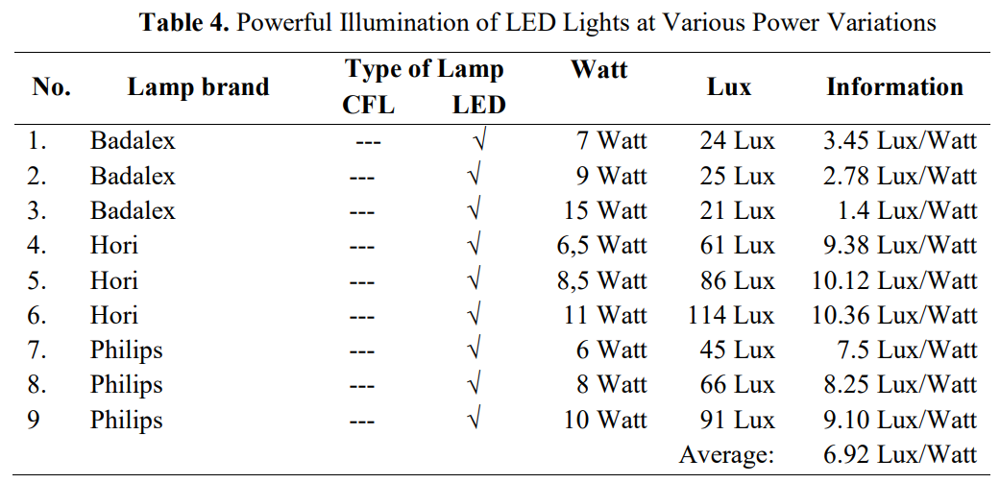 Table 4. Powerful Illumination of LED Lights at Various Power Variations
No. Lamp brand Type of Lamp Watt Lux Information
CFL LED
1. Badalex --- √ 7 Watt 24 Lux 3.45 Lux/Watt
2. Badalex --- √ 9 Watt 25 Lux 2.78 Lux/Watt
3. Badalex --- √ 15 Watt 21 Lux 1.4 Lux/Watt
4. Hori --- √ 6,5 Watt 61 Lux 9.38 Lux/Watt
5. Hori --- √ 8,5 Watt 86 Lux 10.12 Lux/Watt
6. Hori --- √ 11 Watt 114 Lux 10.36 Lux/Watt
7. Philips --- √ 6 Watt 45 Lux 7.5 Lux/Watt
8. Philips --- √ 8 Watt 66 Lux 8.25 Lux/Watt
9 Philips --- √ 10 Watt 91 Lux 9.10 Lux/Watt
Average: 6.92 Lux/Watt